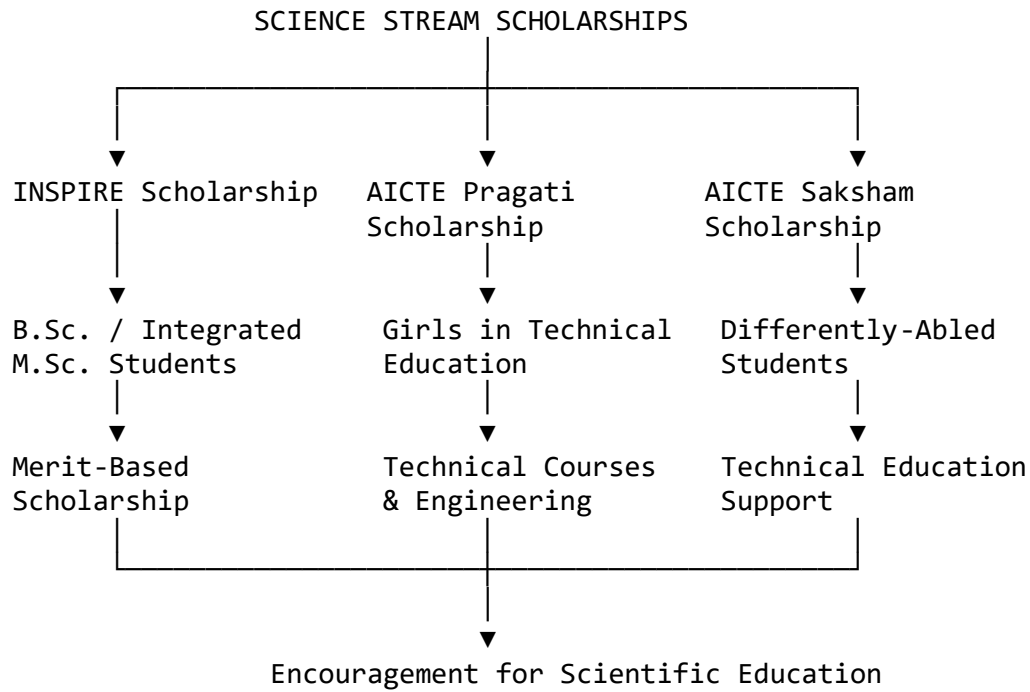 SCIENCE STREAM SCHOLARSHIPS
INSPIRE Scholarship
AICTE Pragati
Scholarship
AICTE Saksham
Scholarship
B.Sc. / Integrated
M.Sc. Students
Girls in Technical
Education
Differently-Abled
Students
Merit-Based
Scholarship
Technical Courses
& Engineering
Technical Education
Support
Encouragement for Scientific Education